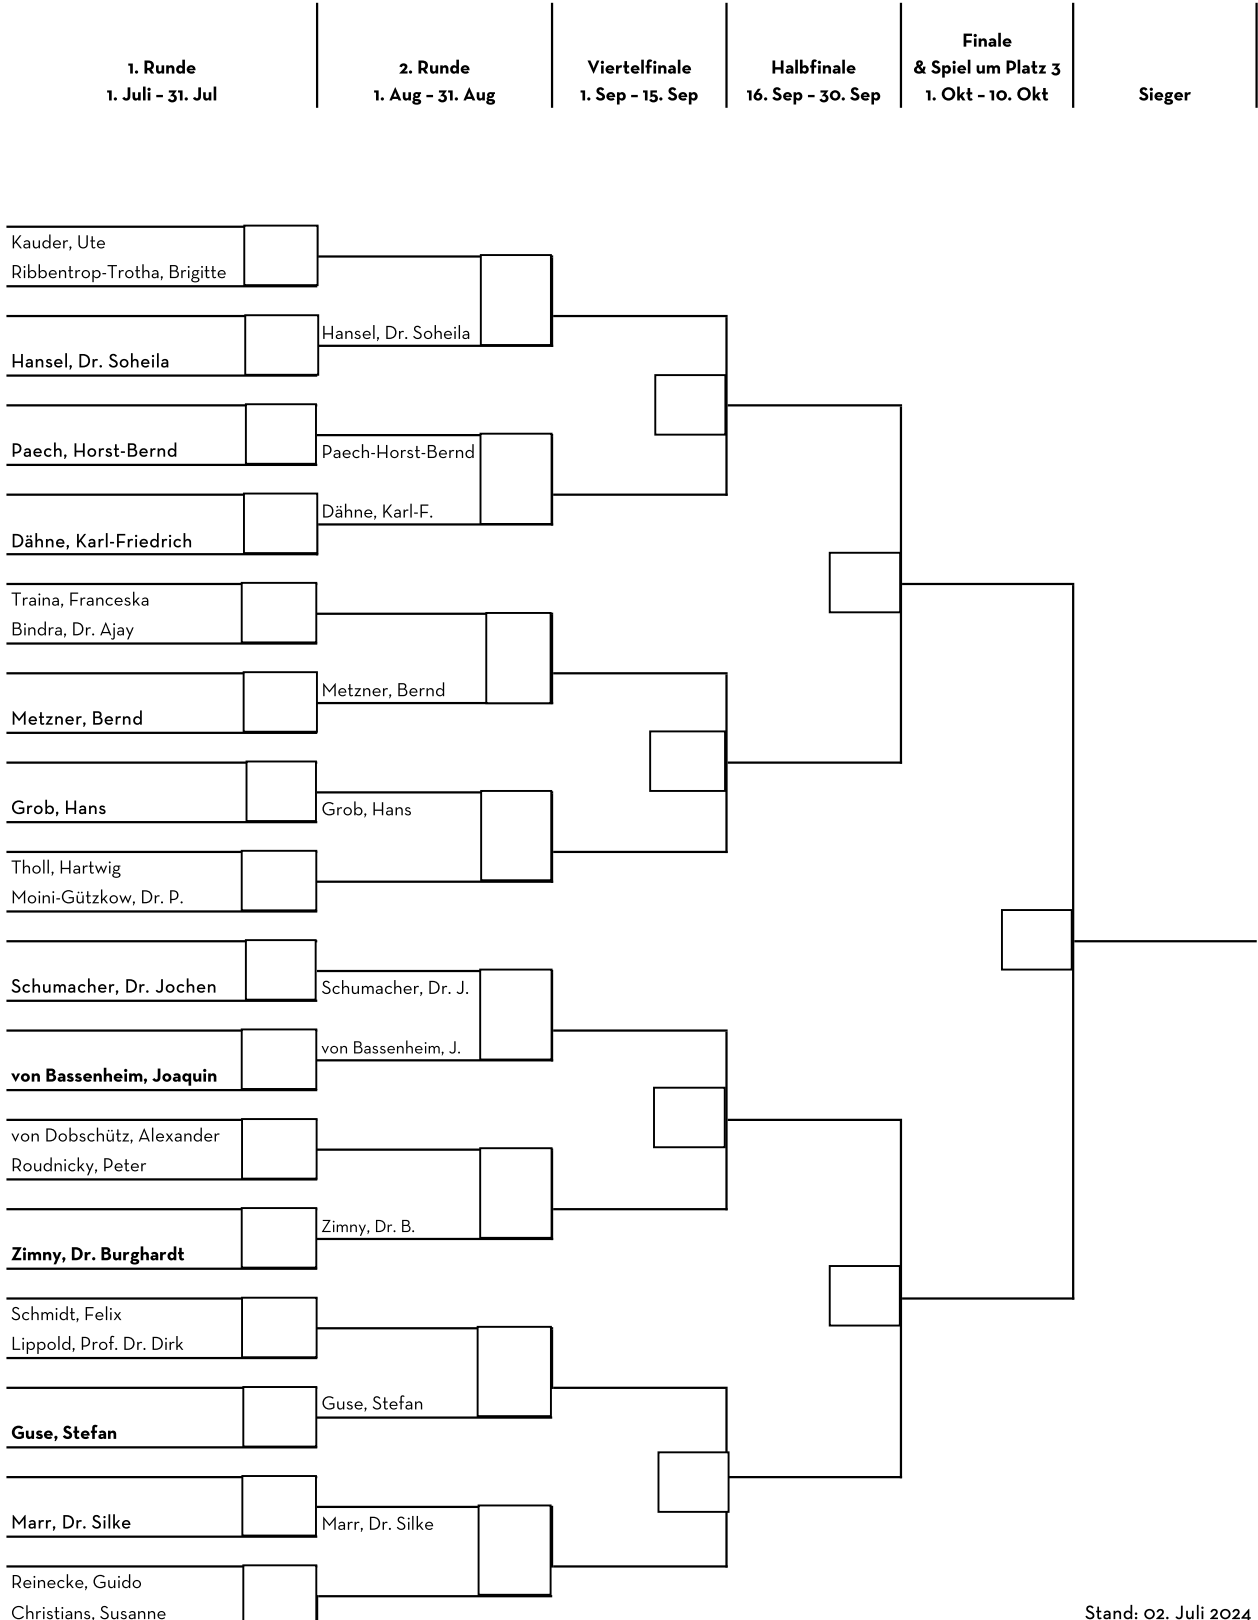 1. Runde
1. Juli – 31. Jul
2. Runde
1. Aug – 31. Aug
Viertelfinale
1. Sep – 15. Sep
Halbfinale
16. Sep – 30. Sep
Finale
& Spiel um Platz 3
1. Okt – 10. Okt
Sieger
Kauder, Ute
Ribbentrop-Trotha, Brigitte
Hansel, Dr. Soheila
Paech, Horst-Bernd
Dähne, Karl-Friedrich
Traina, Franceska
Bindra, Dr. Ajay
Metzner, Bernd
Grob, Hans
Tholl, Hartwig
Moini-Gützkow, Dr. P.
Schumacher, Dr. Jochen
von Bassenheim, Joaquin
von Dobschütz, Alexander
Roudnicky, Peter
Zimny, Dr. Burghardt
Schmidt, Felix
Lippold, Prof. Dr. Dirk
Guse, Stefan
Marr, Dr. Silke
Reinecke, Guido
Christians, Susanne
Hansel, Dr. Soheila
Paech-Horst-Bernd
Dähne, Karl-F.
Metzner, Bernd
Grob, Hans
Schumacher, Dr. J.
von Bassenheim, J.
Zimny, Dr. B.
Guse, Stefan
Marr, Dr. Silke
Stand: 02. Juli 2024